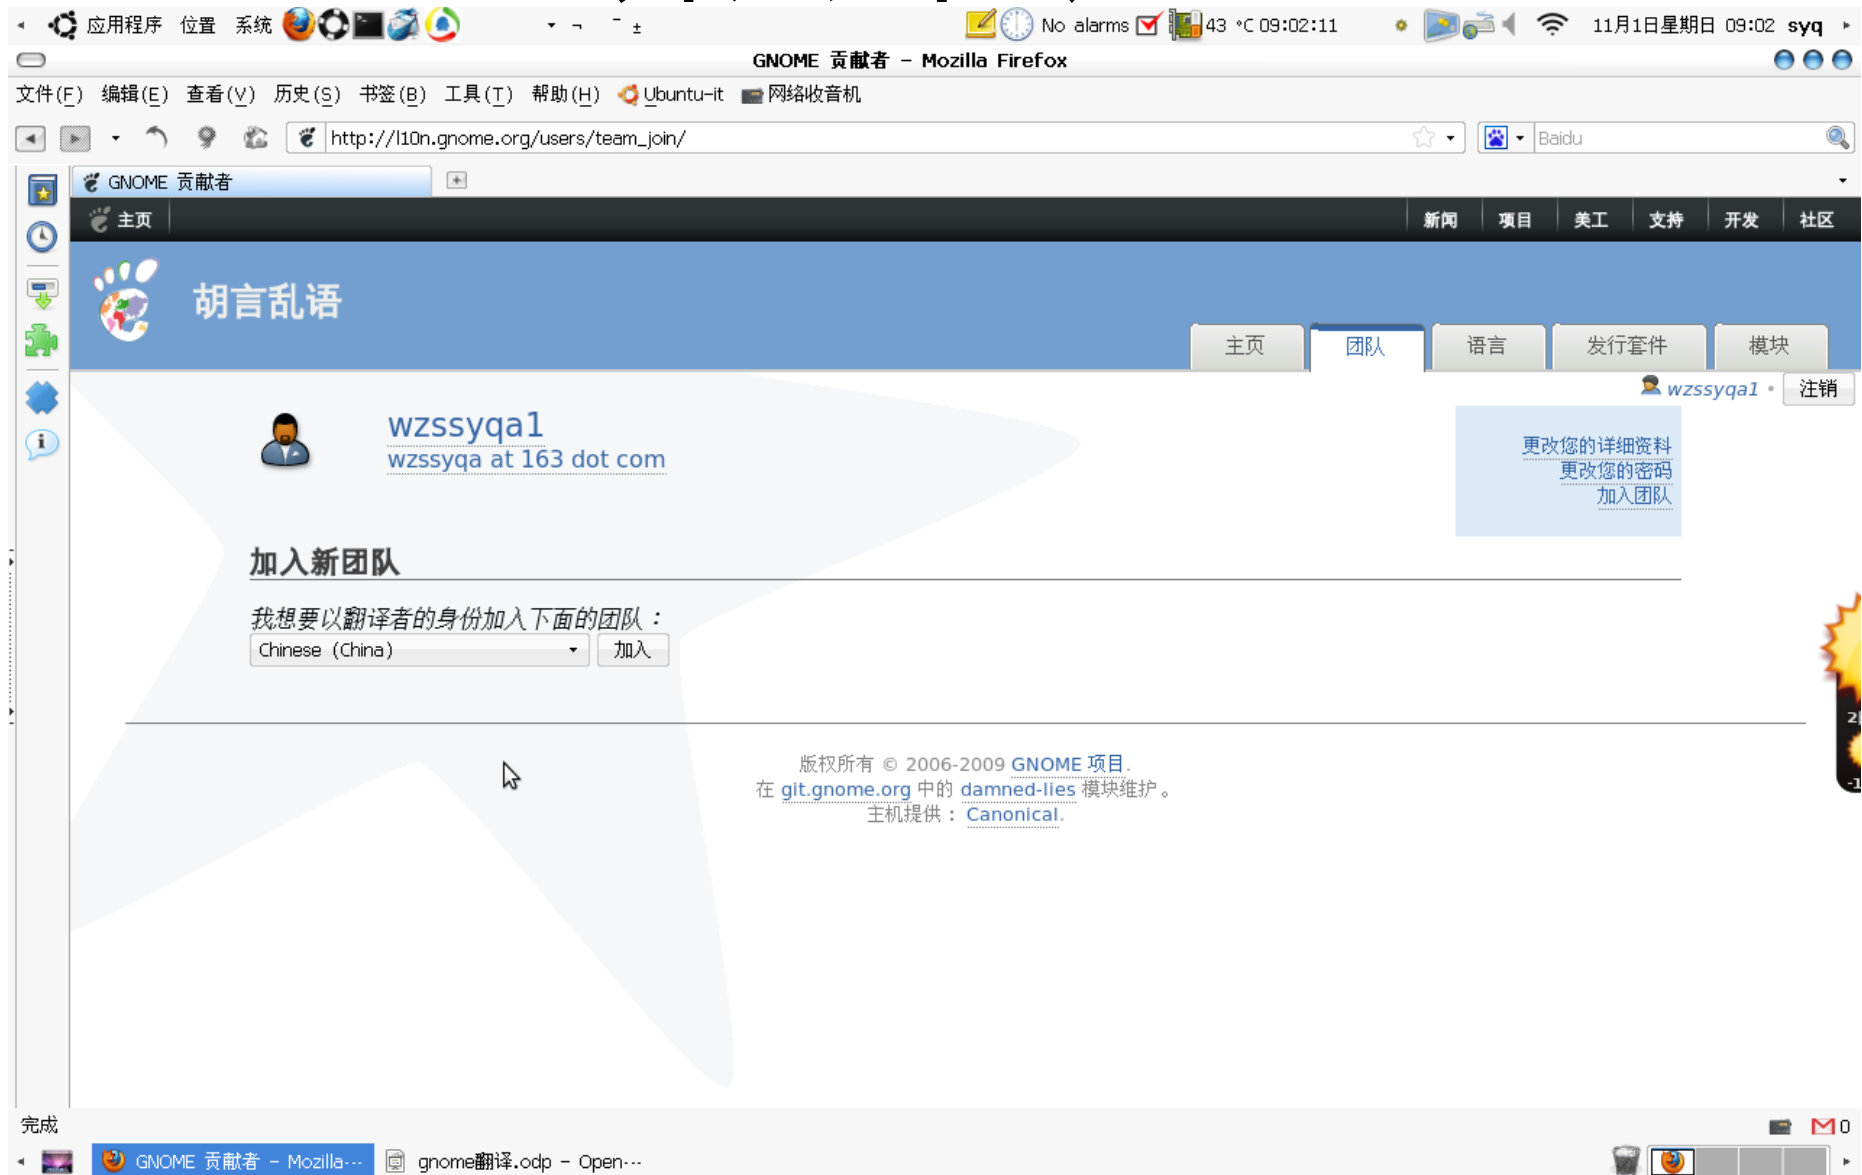 应用程序 位置 系统 No alarms 43 °C 09:02:11 11月1日星期日 09:02 syq
GNOME 贡献者 - Mozilla Firefox
文件(F) 编辑(E) 查看(V) 历史(S) 书签(B) 工具(T) 帮助(H) Ubuntu-it 网络收音机
http://l10n.gnome.org/users/team_join/ Baidu
GNOME 贡献者
主页 新闻 项目 美工 支持 开发 社区
胡言乱语
主页 团队 语言 发行套件 模块
wzssyqa1 • 注销
wzssyqa1
wzssyqa at 163 dot com
更改您的详细资料
更改您的密码
加入团队
加入新团队
我想要以翻译者的身份加入下面的团队：
Chinese (China) 加入
版权所有 © 2006-2009 GNOME 项目.
在 git.gnome.org 中的 damned-lies 模块维护。
主机提供： Canonical.
完成 0
GNOME 贡献者 - Mozilla··· gnome翻译.odp - Open···